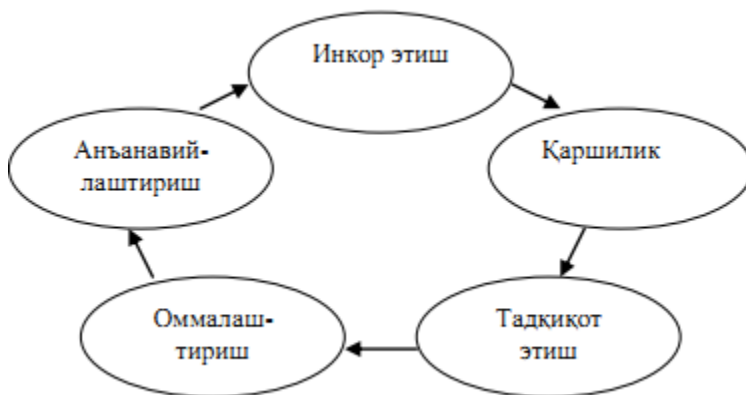 Инкор этиш
Қаршилик
Тадқиқот
этиш
Оммалаш-
тириш
Анъанавий-
лаштириш